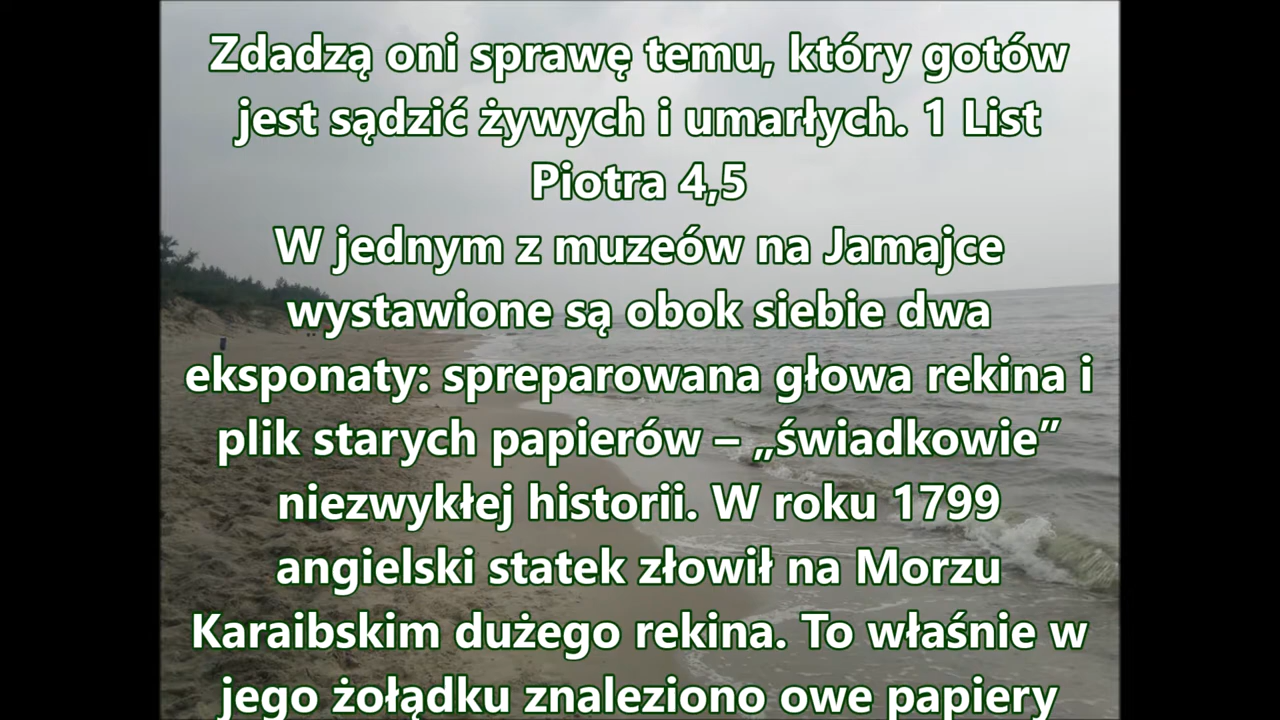 Zdadzą oni sprawę temu, który gotów
jest sądzić żywych i umarłych. 1 List
Piotra 4,5
W jednym z muzeów na Jamajce
wystawione są obok siebie dwa
eksponaty: spreparowana głowa rekina i
plik starych papierów – „świadkowie”
niezwykłej historii. W roku 1799
angielski statek złowił na Morzu
Karaibskim dużego rekina. To właśnie w
jego żołądku znaleziono owe papiery